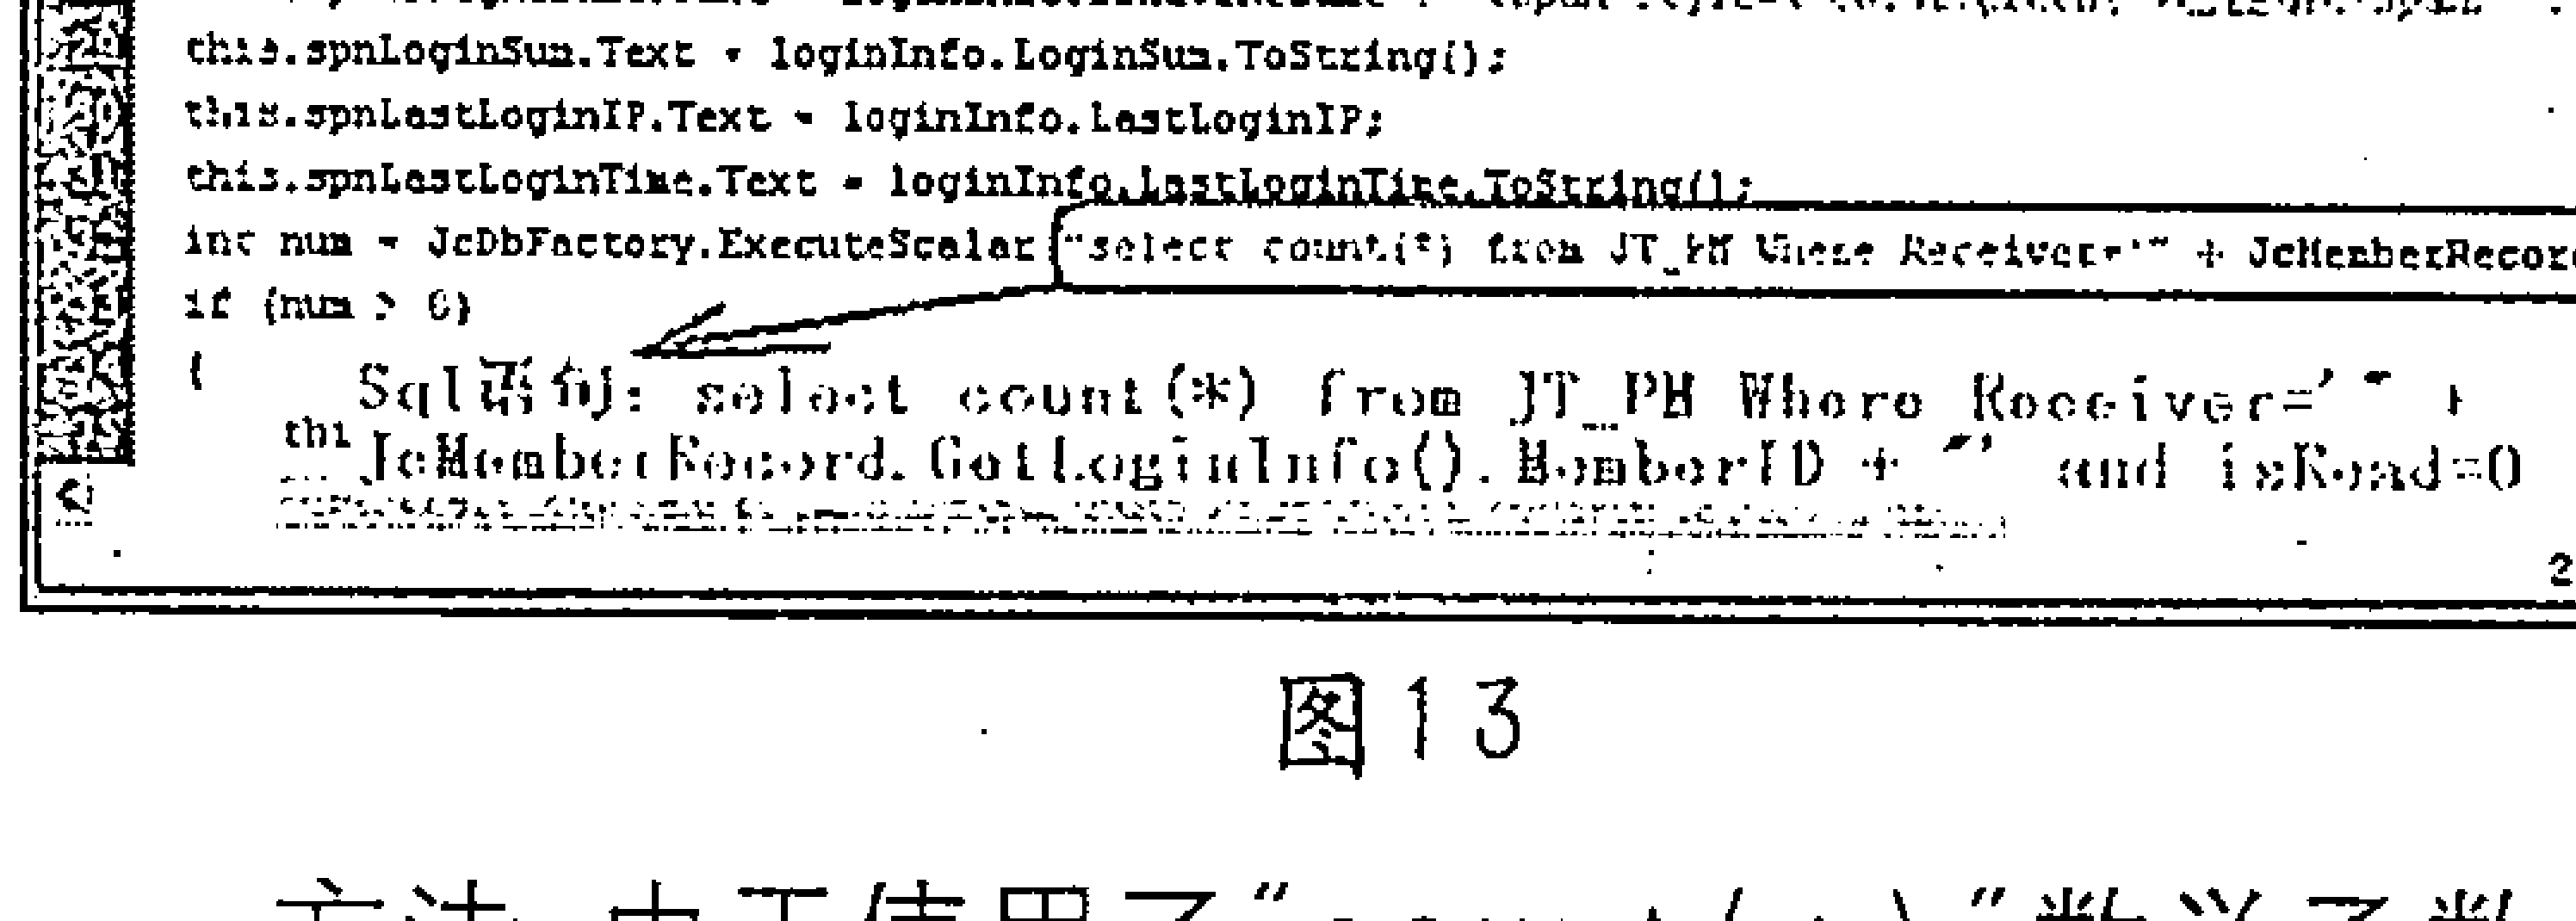 this.spnLoginSum.Text = loginInfo.LoginSum.ToString();
this.spnLastLoginIP.Text = loginInfo.LastLoginIP;
this.spnLastLoginTime.Text = loginInfo.LastLoginTime.ToString();
int num = JcDbFactory.ExecuteScalar("select count(*) from JT_PM Where Receiver='" + JcMemberRecor
if (num > 0)
{
Sql语句: select count(*) from JT_PM Where Receiver='" +
thi
JcMemberRecord.GetLoginInfo().MemberID + "' and isRead=0
2
图13